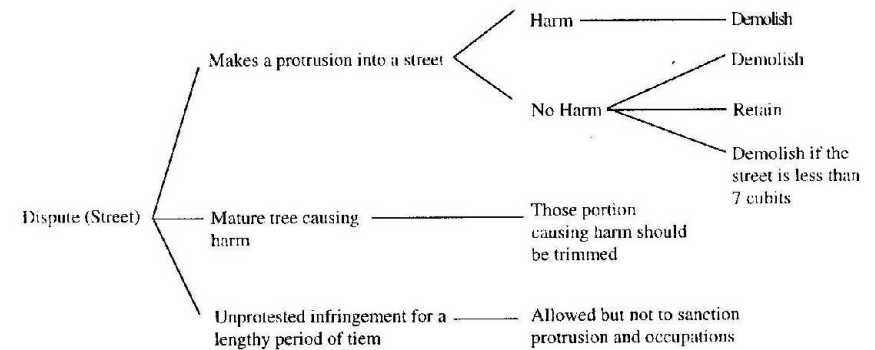 Harm
Demolish
Makes a protrusion into a street
Demolish
No Harm
Retain
Demolish if the
street is less than
7 cubits
Dispute (Street)
Mature tree causing
harm
Those portion
causing harm should
be trimmed
Unprotested infringement for a
lengthy period of tiem
Allowed but not to sanction
protrusion and occupations